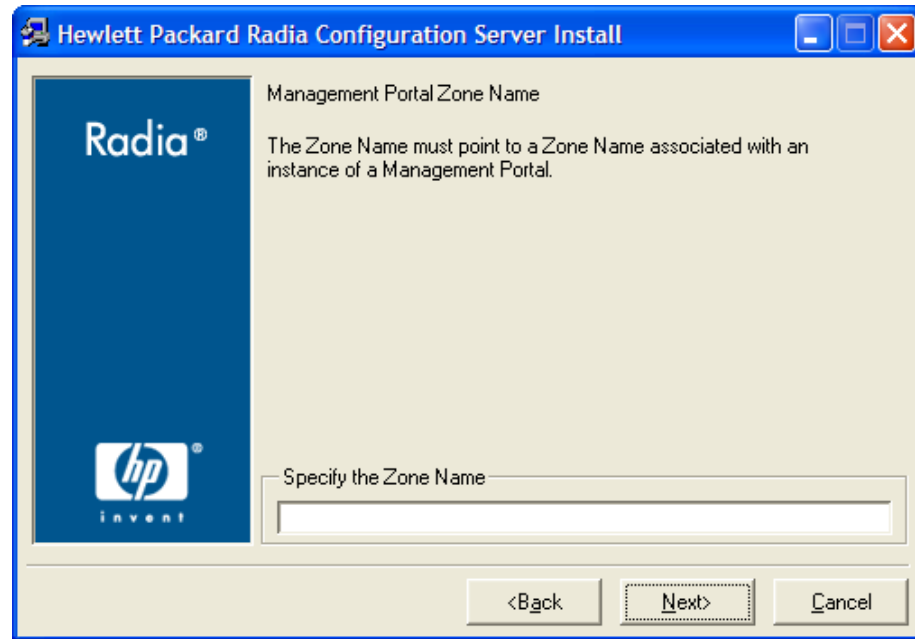 Hewlett Packard Radia Configuration Server Install
Radia®
Management Portal Zone Name
The Zone Name must point to a Zone Name associated with an
instance of a Management Portal.
hp®
invent
Specify the Zone Name
<Back
Next>
Cancel